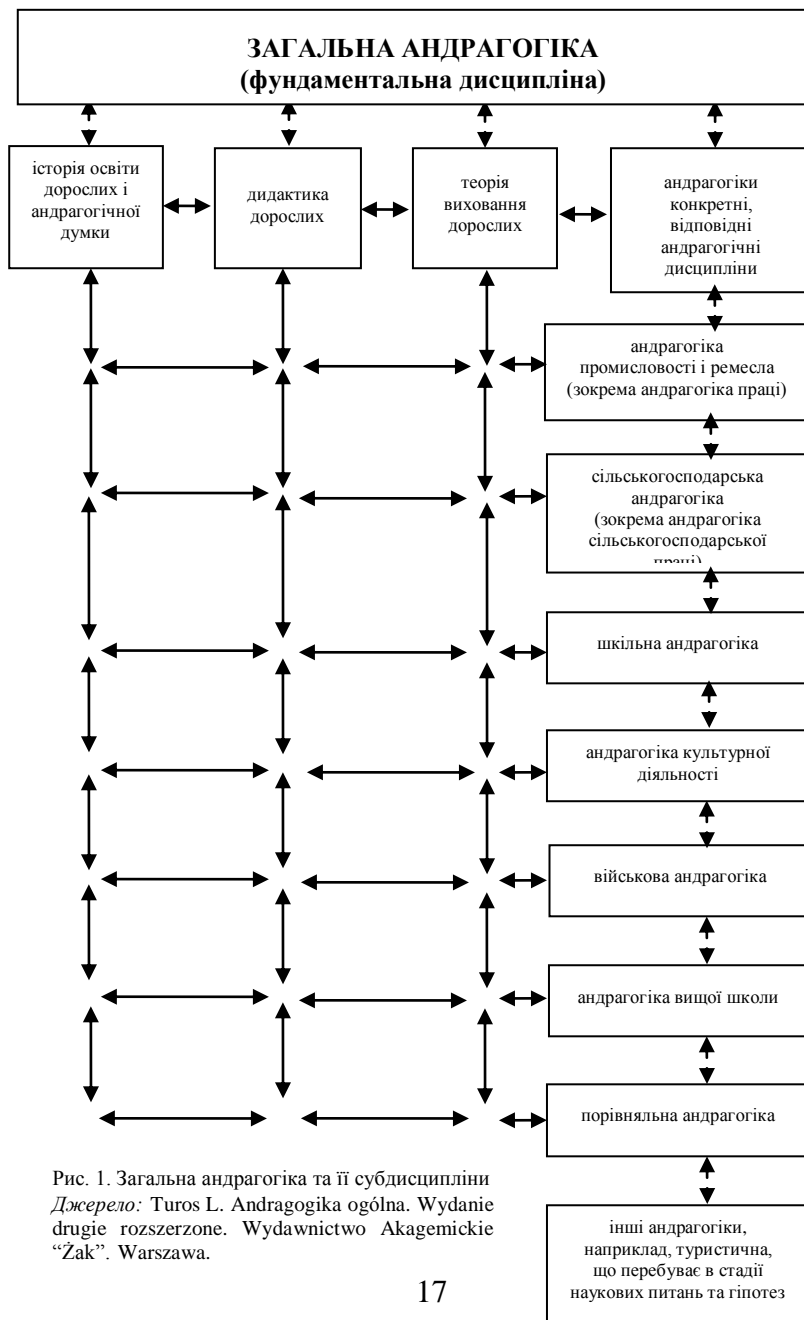 ЗАГАЛЬНА АНДРАГОГІКА
(фундаментальна дисципліна)
історія освіти
дорослих і
андрагогічної
думки
дидактика
дорослих
теорія
виховання
дорослих
андрагогіки
конкретні,
відповідні
андрагогічні
дисципліни
андрагогіка
промисловості і ремесла
(зокрема андрагогіка праці)
сільськогосподарська
андрагогіка
(зокрема андрагогіка
сільськогосподарської
праці)
шкільна андрагогіка
андрагогіка культурної
діяльності
військова андрагогіка
андрагогіка вищої школи
порівняльна андрагогіка
інші андрагогіки,
наприклад, туристична,
що перебуває в стадії
наукових питань та гіпотез
Рис. 1. Загальна андрагогіка та її субдисципліни
Джерело: Turos L. Andragogika ogólna. Wydanie
drugie rozszerzone. Wydawnictwo Akagemickie
“Żak”. Warszawa.
17